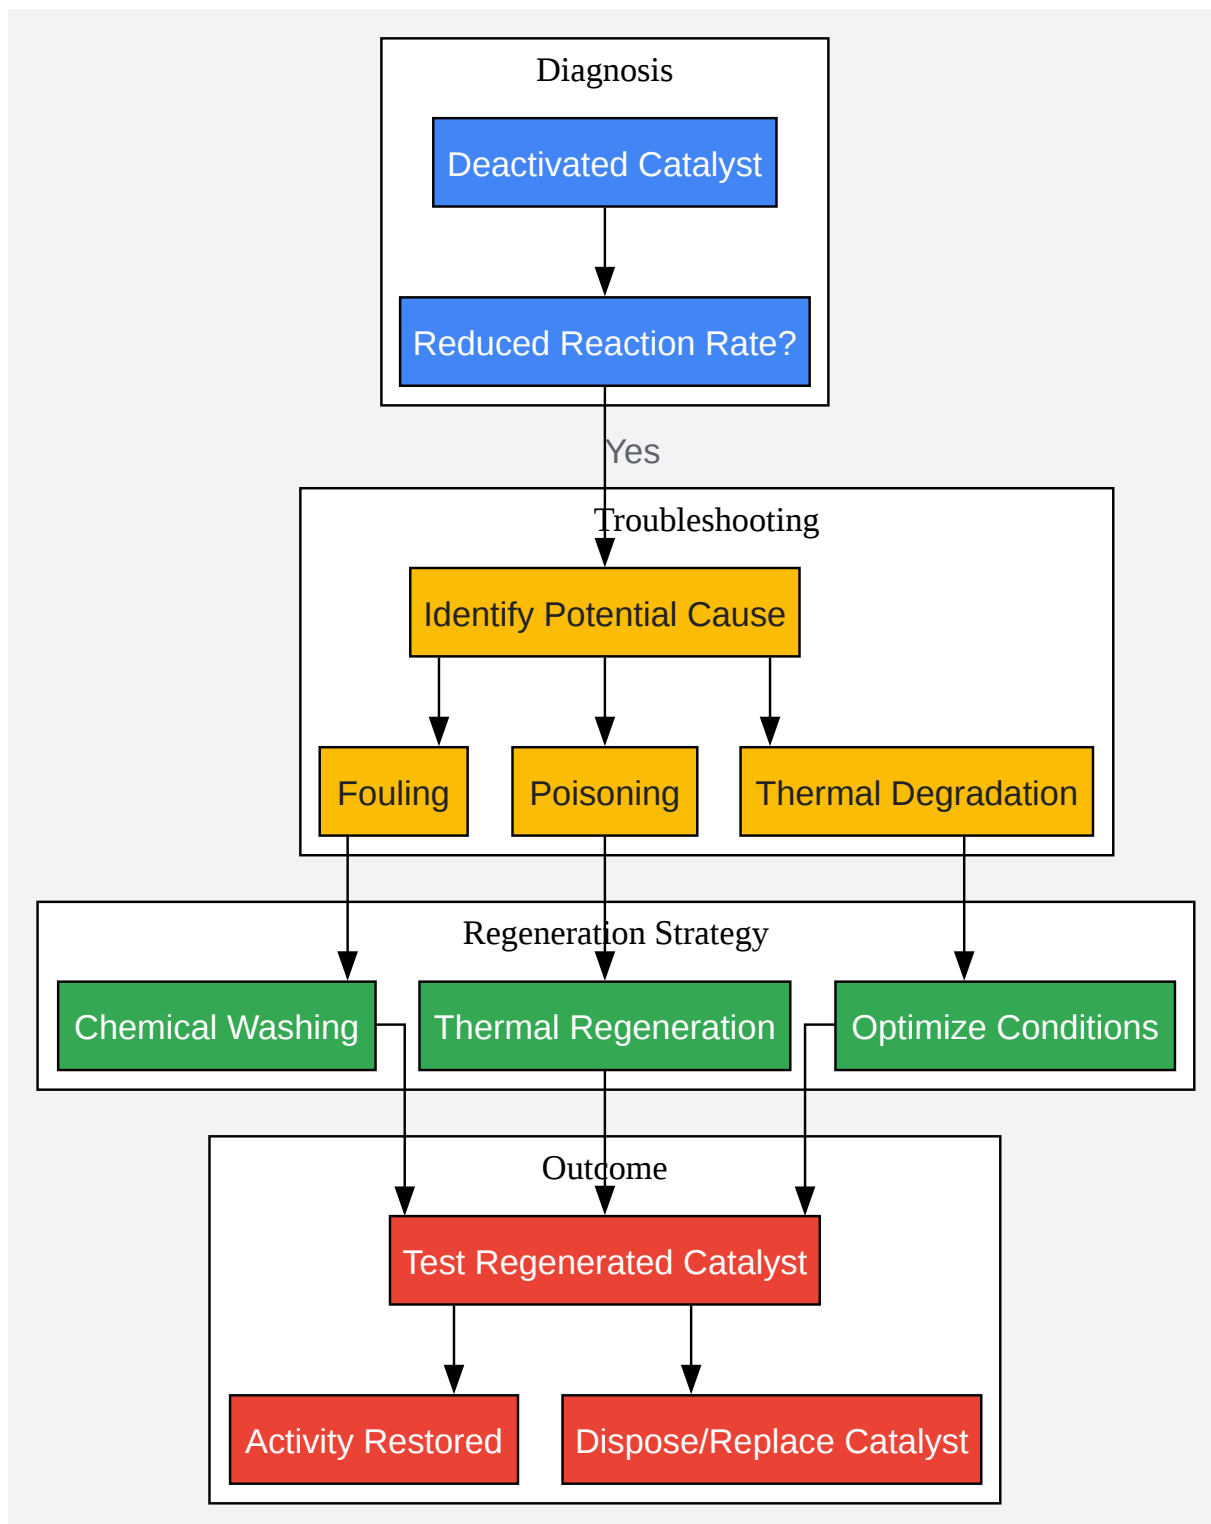 Diagnosis
Deactivated Catalyst
Reduced Reaction Rate?
Yes
Troubleshooting
Identify Potential Cause
Fouling
Poisoning
Thermal Degradation
Regeneration Strategy
Chemical Washing
Thermal Regeneration
Optimize Conditions
Outcome
Test Regenerated Catalyst
Activity Restored
Dispose/Replace Catalyst